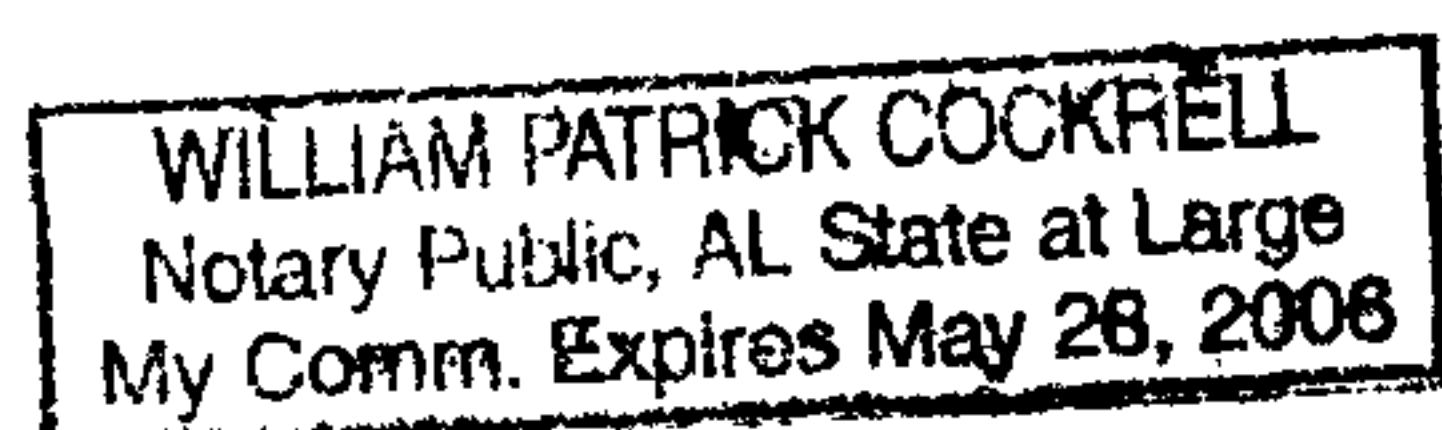 WILLIAM PATRICK COCKRELL
Notary Public, AL State at Large
My Comm. Expires May 28, 2006